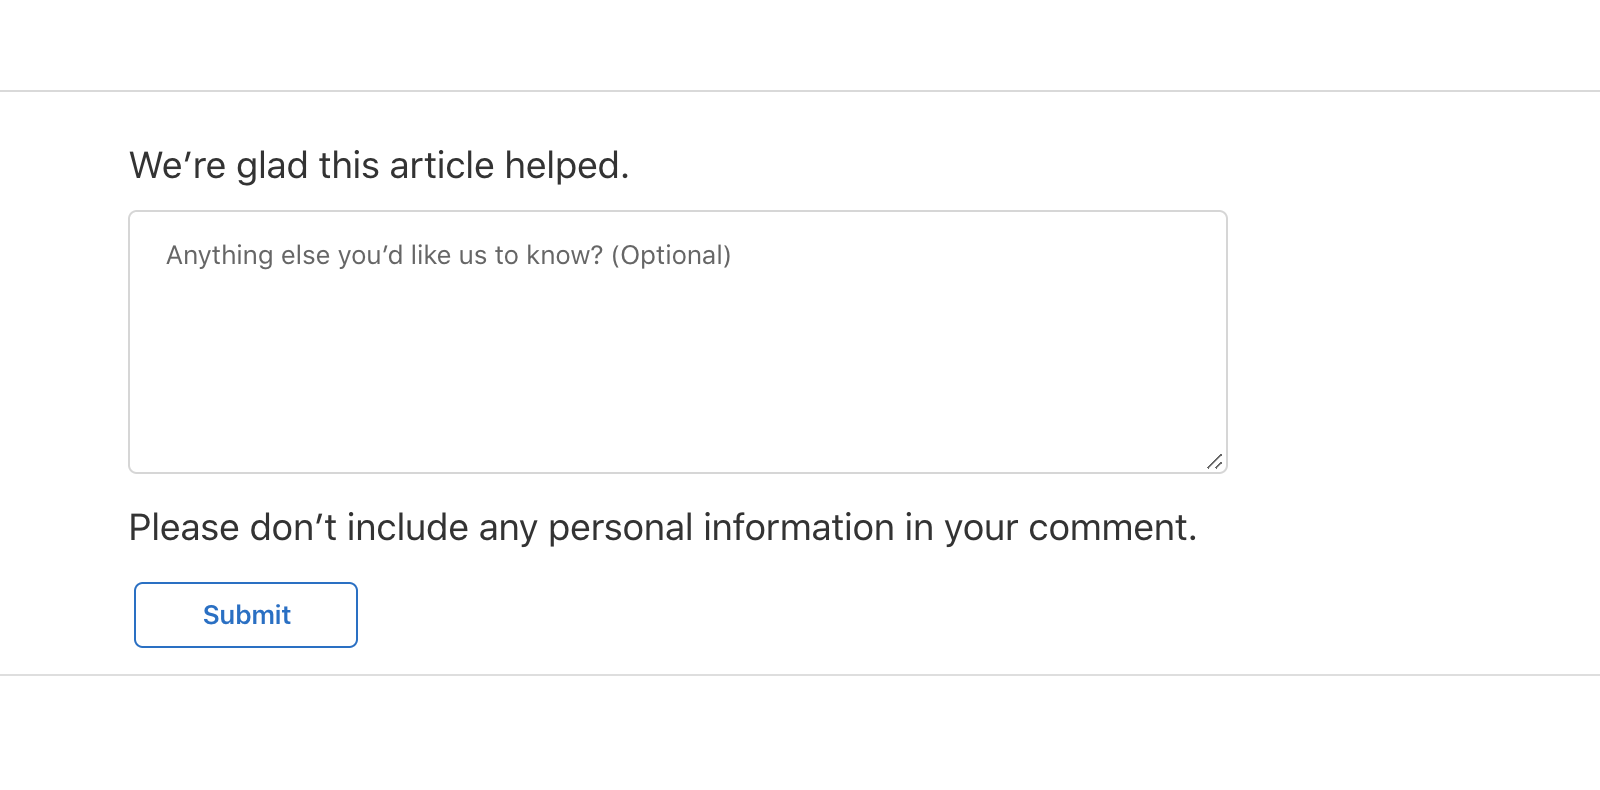 We’re glad this article helped.
Anything else you’d like us to know? (Optional)
Please don’t include any personal information in your comment.
Submit